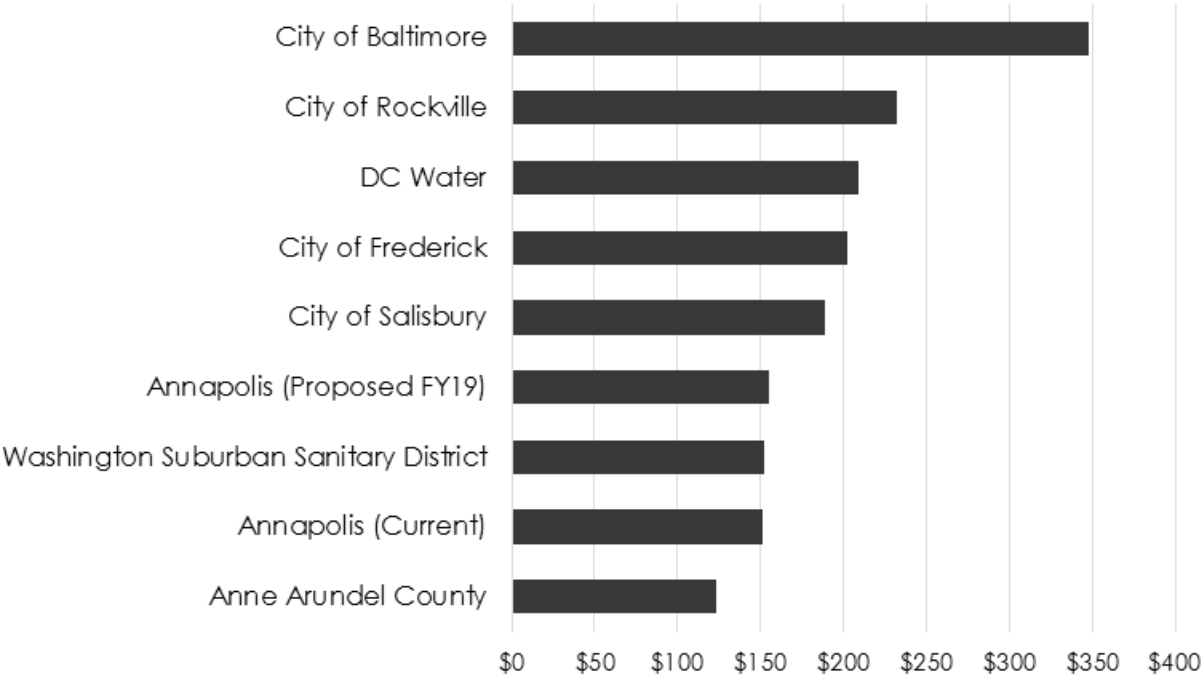 City of Baltimore
City of Rockville
DC Water
City of Frederick
City of Salisbury
Annapolis (Proposed FY19)
Washington Suburban Sanitary District
Annapolis (Current)
Anne Arundel County
$0 $50 $100 $150 $200 $250 $300 $350 $400